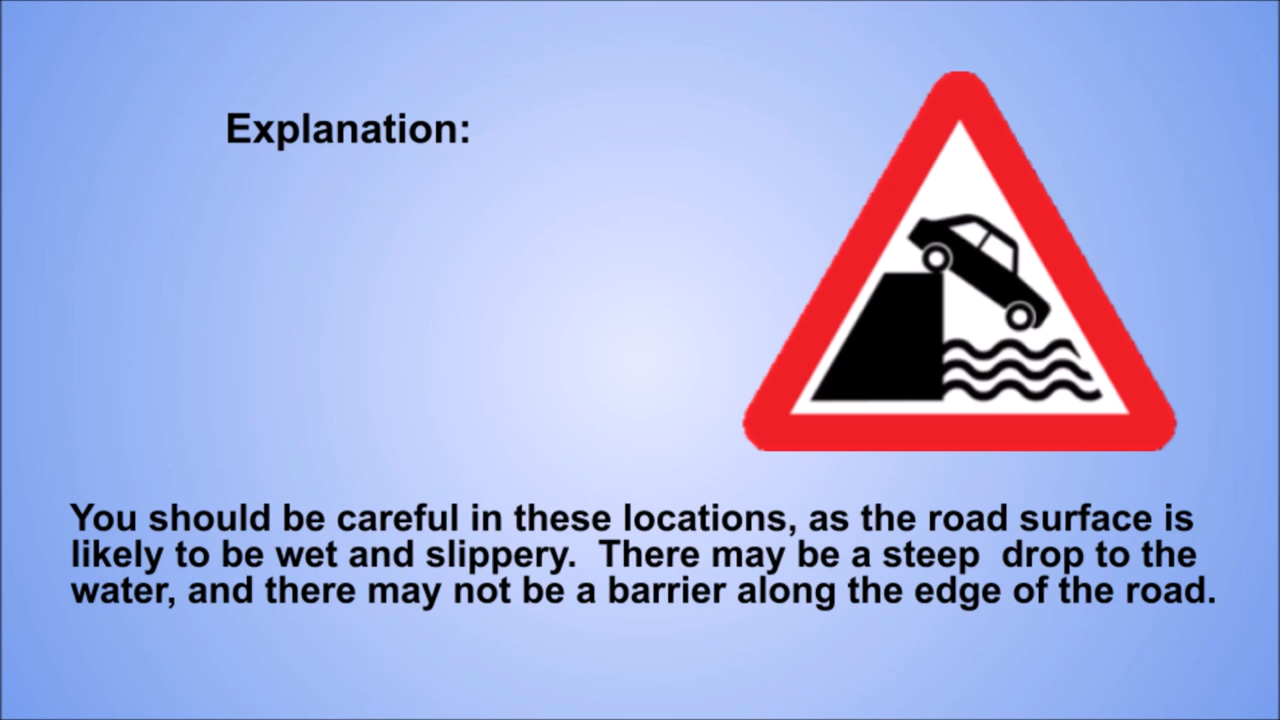 Explanation:
You should be careful in these locations, as the road surface is
likely to be wet and slippery.  There may be a steep  drop to the
water, and there may not be a barrier along the edge of the road.